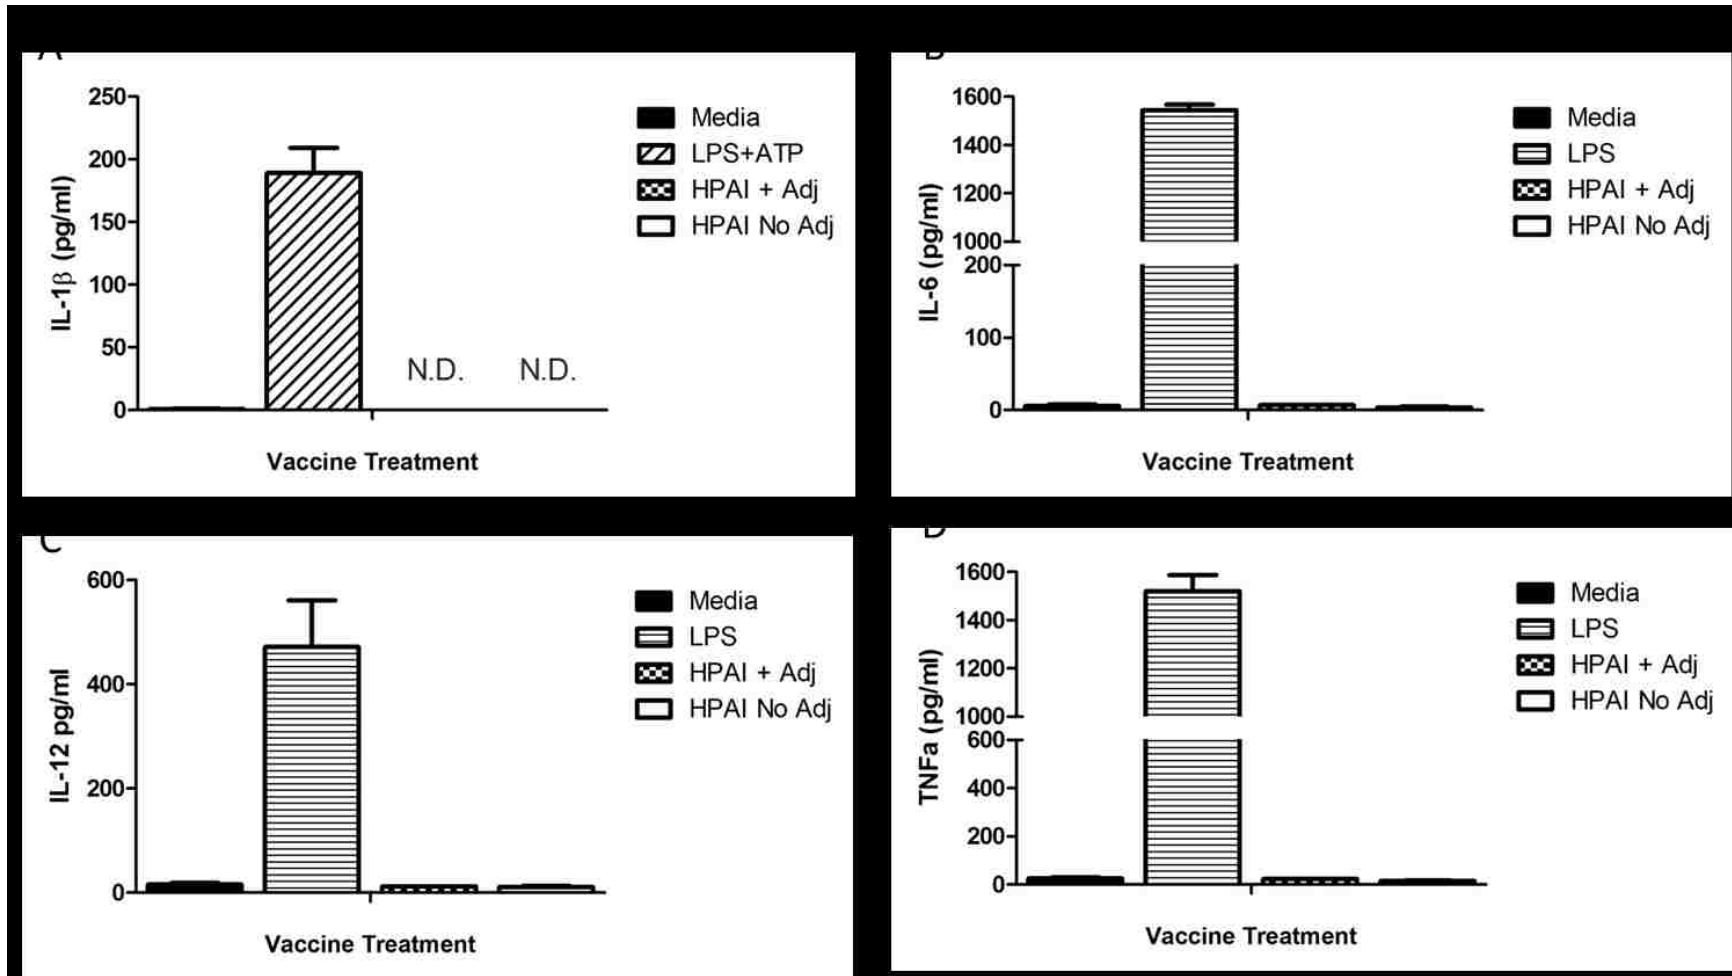 A
250
200
150
100
50
0
IL-1β (pg/ml)
Media
LPS+ATP
HPAI + Adj
HPAI No Adj
N.D. N.D.
Vaccine Treatment
B
1600
1400
1200
1000
200
100
0
IL-6 (pg/ml)
Media
LPS
HPAI + Adj
HPAI No Adj
Vaccine Treatment
C
600
400
200
0
IL-12 pg/ml
Media
LPS
HPAI + Adj
HPAI No Adj
Vaccine Treatment
D
1600
1400
1200
1000
600
400
200
0
TNFa (pg/ml)
Media
LPS
HPAI + Adj
HPAI No Adj
Vaccine Treatment